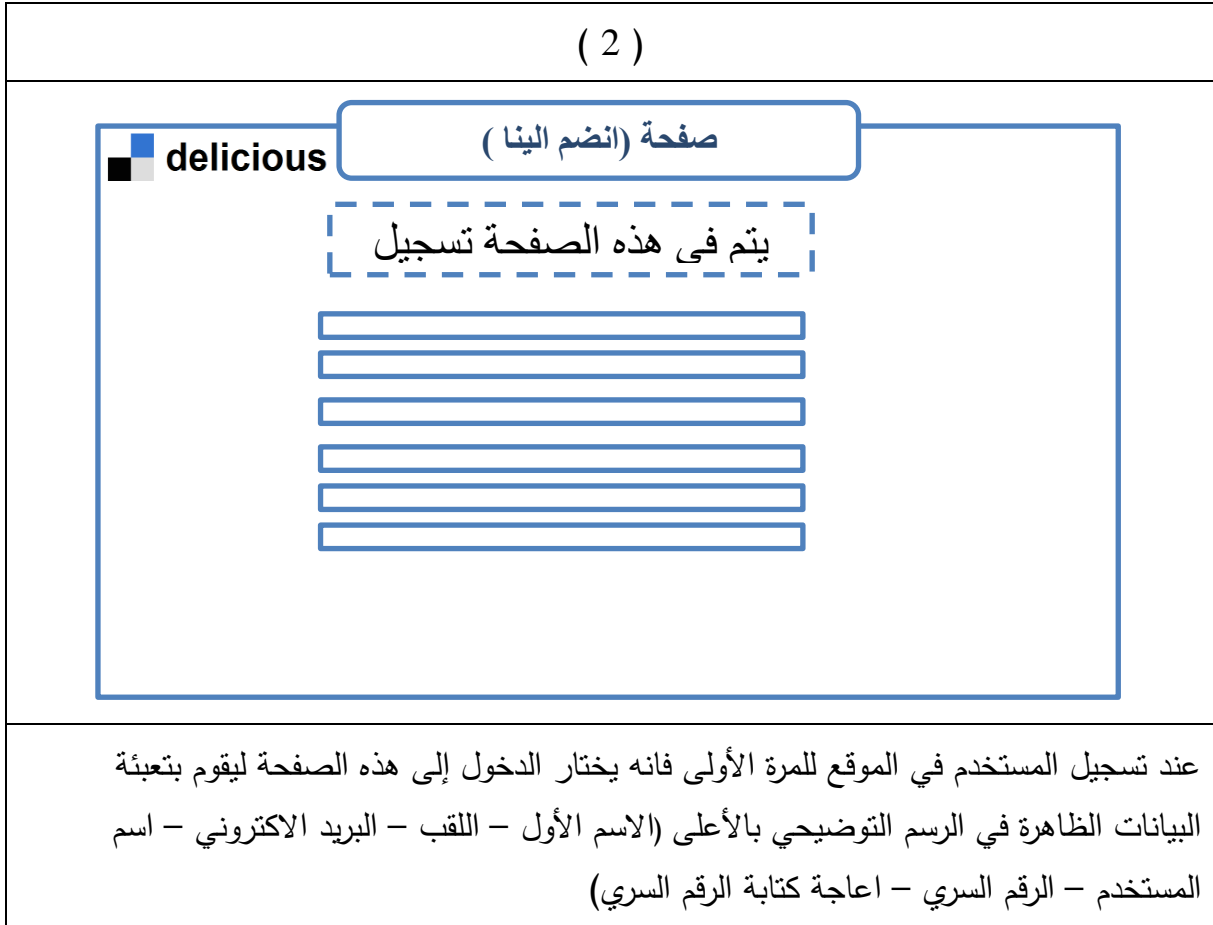 ( 2 )
صفحة (انضم الينا )
delicious
يتم في هذه الصفحة تسجيل
عند تسجيل المستخدم في الموقع للمرة الأولى فانه يختار الدخول إلى هذه الصفحة ليقوم بتعبئة
البيانات الظاهرة في الرسم التوضيحي بالأعلى (الاسم الأول – اللقب – البريد الاكتروني – اسم
المستخدم – الرقم السري – اعاجة كتابة الرقم السري)